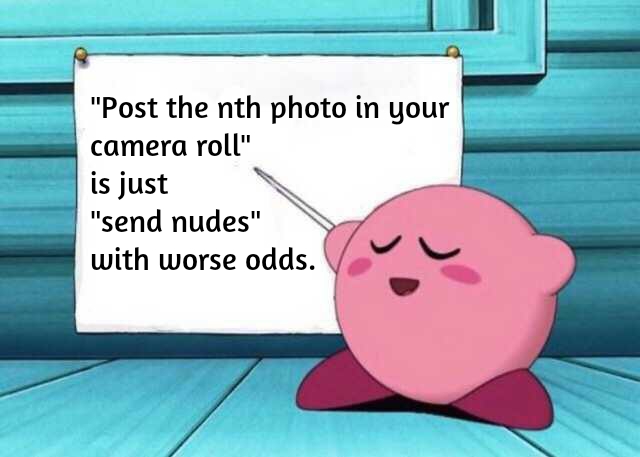 "Post the nth photo in your
camera roll"
is just
"send nudes"
with worse odds.